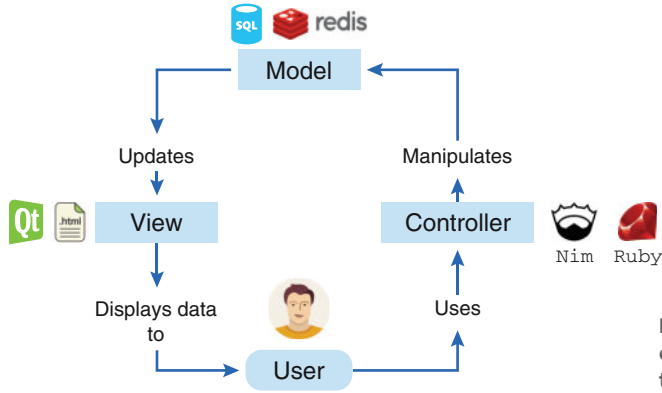 SQL redis
Model
Updates
Manipulates
Qt .html
View
Controller
Nim Ruby
Displays data
to
Uses
User